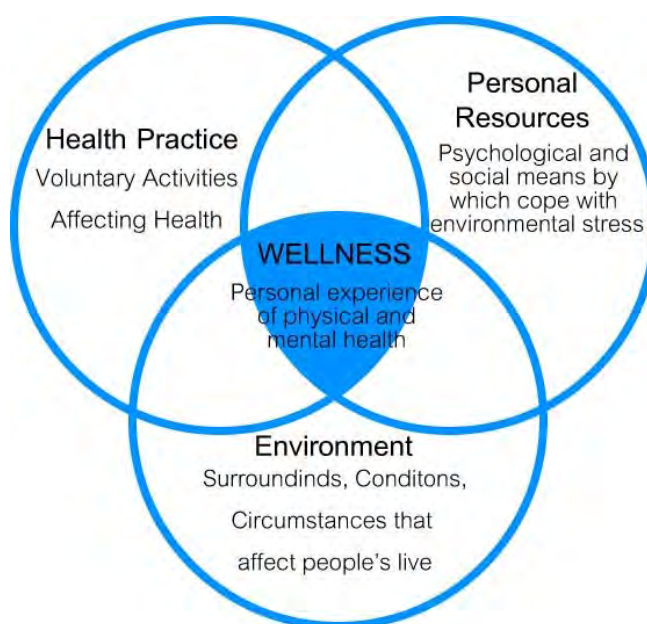 Health Practice
Voluntary Activities
Affecting Health
Personal
Resources
Psychological and
social means by
which cope with
environmental stress
WELLNESS
Personal experience
of physical and
mental health
Environment
Surroundinds, Conditons,
Circumstances that
affect people's live